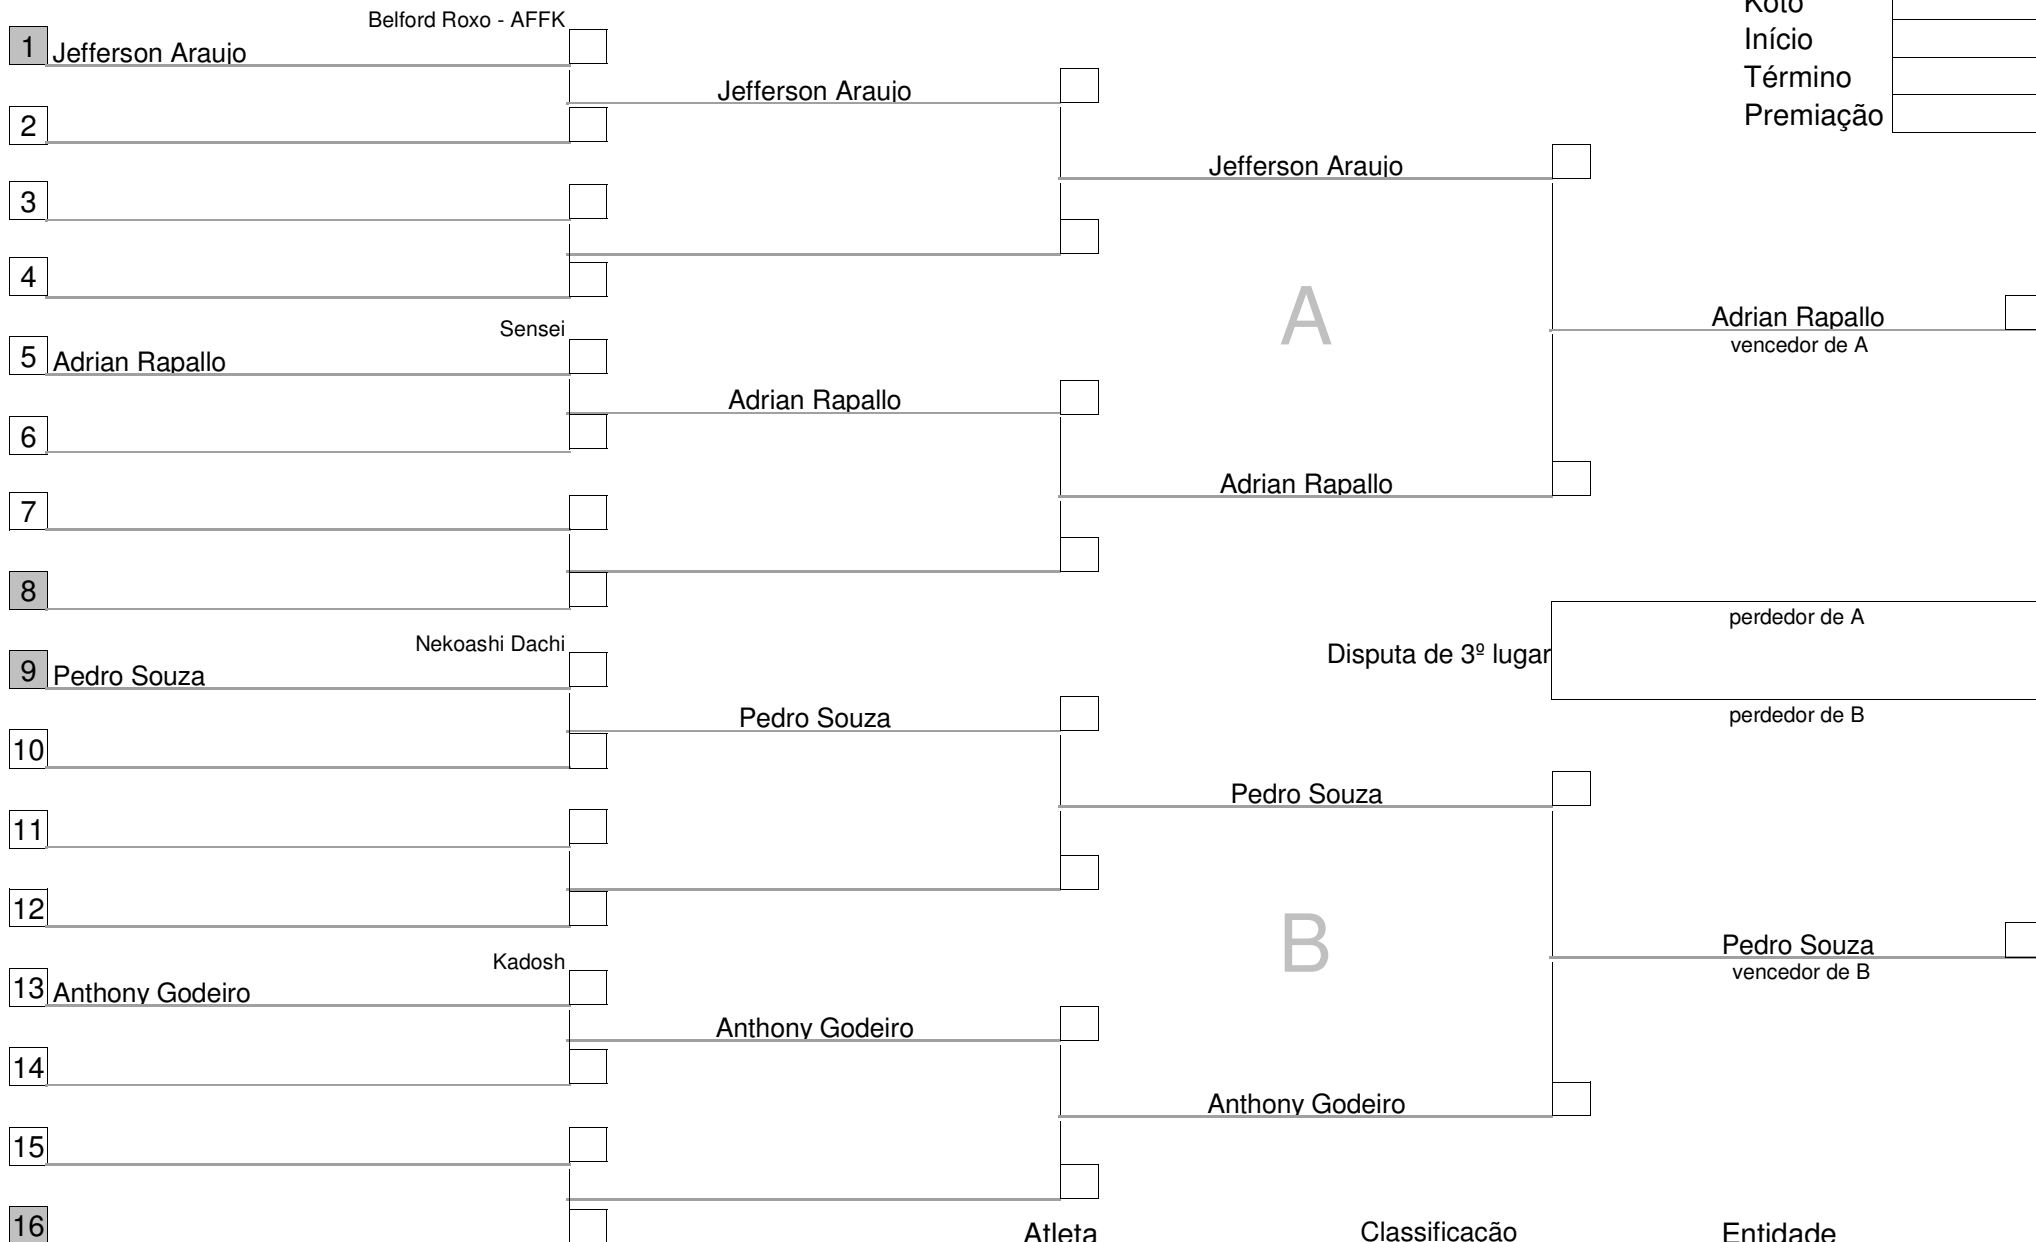 Belford Roxo - AFFK
1 Jefferson Araujo
Koto
Início
Término
Premiação
Jefferson Araujo
2
Jefferson Araujo
3
4
A
Sensei
5 Adrian Rapallo
Adrian Rapallo
vencedor de A
Adrian Rapallo
6
Adrian Rapallo
7
8
perdedor de A
Nekoashi Dachi
Disputa de 3º lugar
9 Pedro Souza
perdedor de B
Pedro Souza
10
Pedro Souza
11
12
B
Pedro Souza
vencedor de B
Kadosh
13 Anthony Godeiro
Anthony Godeiro
14
Anthony Godeiro
15
16
Atleta Classificação Entidade